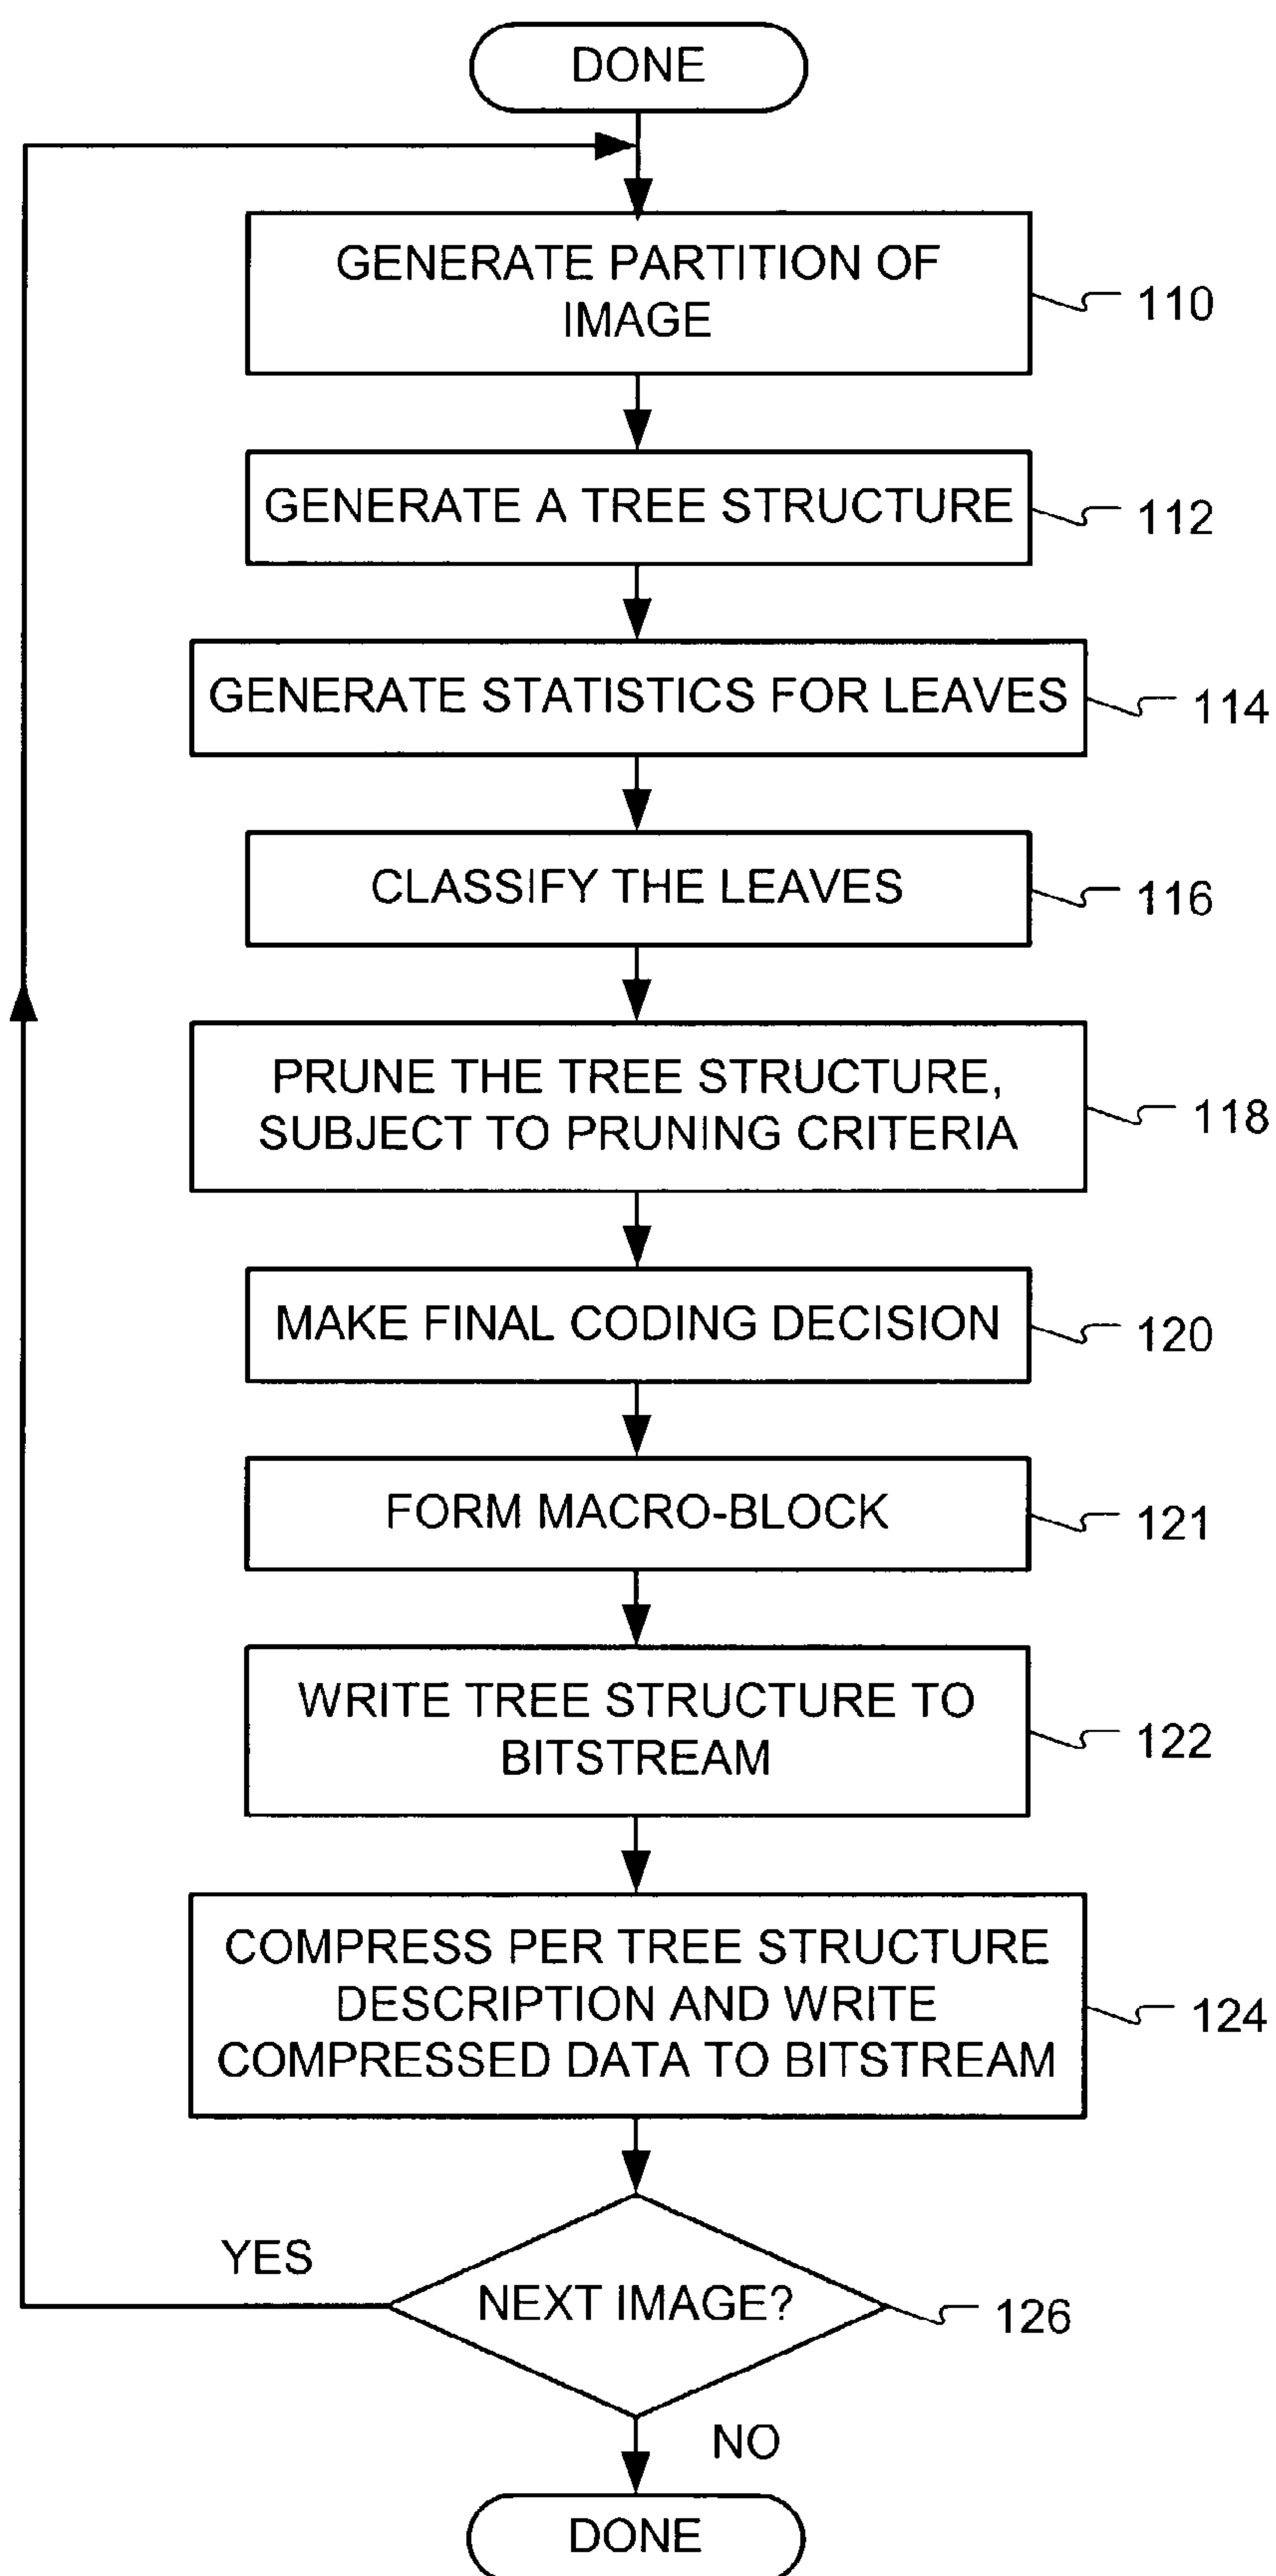 DONE
GENERATE PARTITION OF
IMAGE
110
GENERATE A TREE STRUCTURE
112
GENERATE STATISTICS FOR LEAVES
114
CLASSIFY THE LEAVES
116
PRUNE THE TREE STRUCTURE,
SUBJECT TO PRUNING CRITERIA
118
MAKE FINAL CODING DECISION
120
FORM MACRO-BLOCK
121
WRITE TREE STRUCTURE TO
BITSTREAM
122
COMPRESS PER TREE STRUCTURE
DESCRIPTION AND WRITE
COMPRESSED DATA TO BITSTREAM
124
YES
NEXT IMAGE?
126
NO
DONE